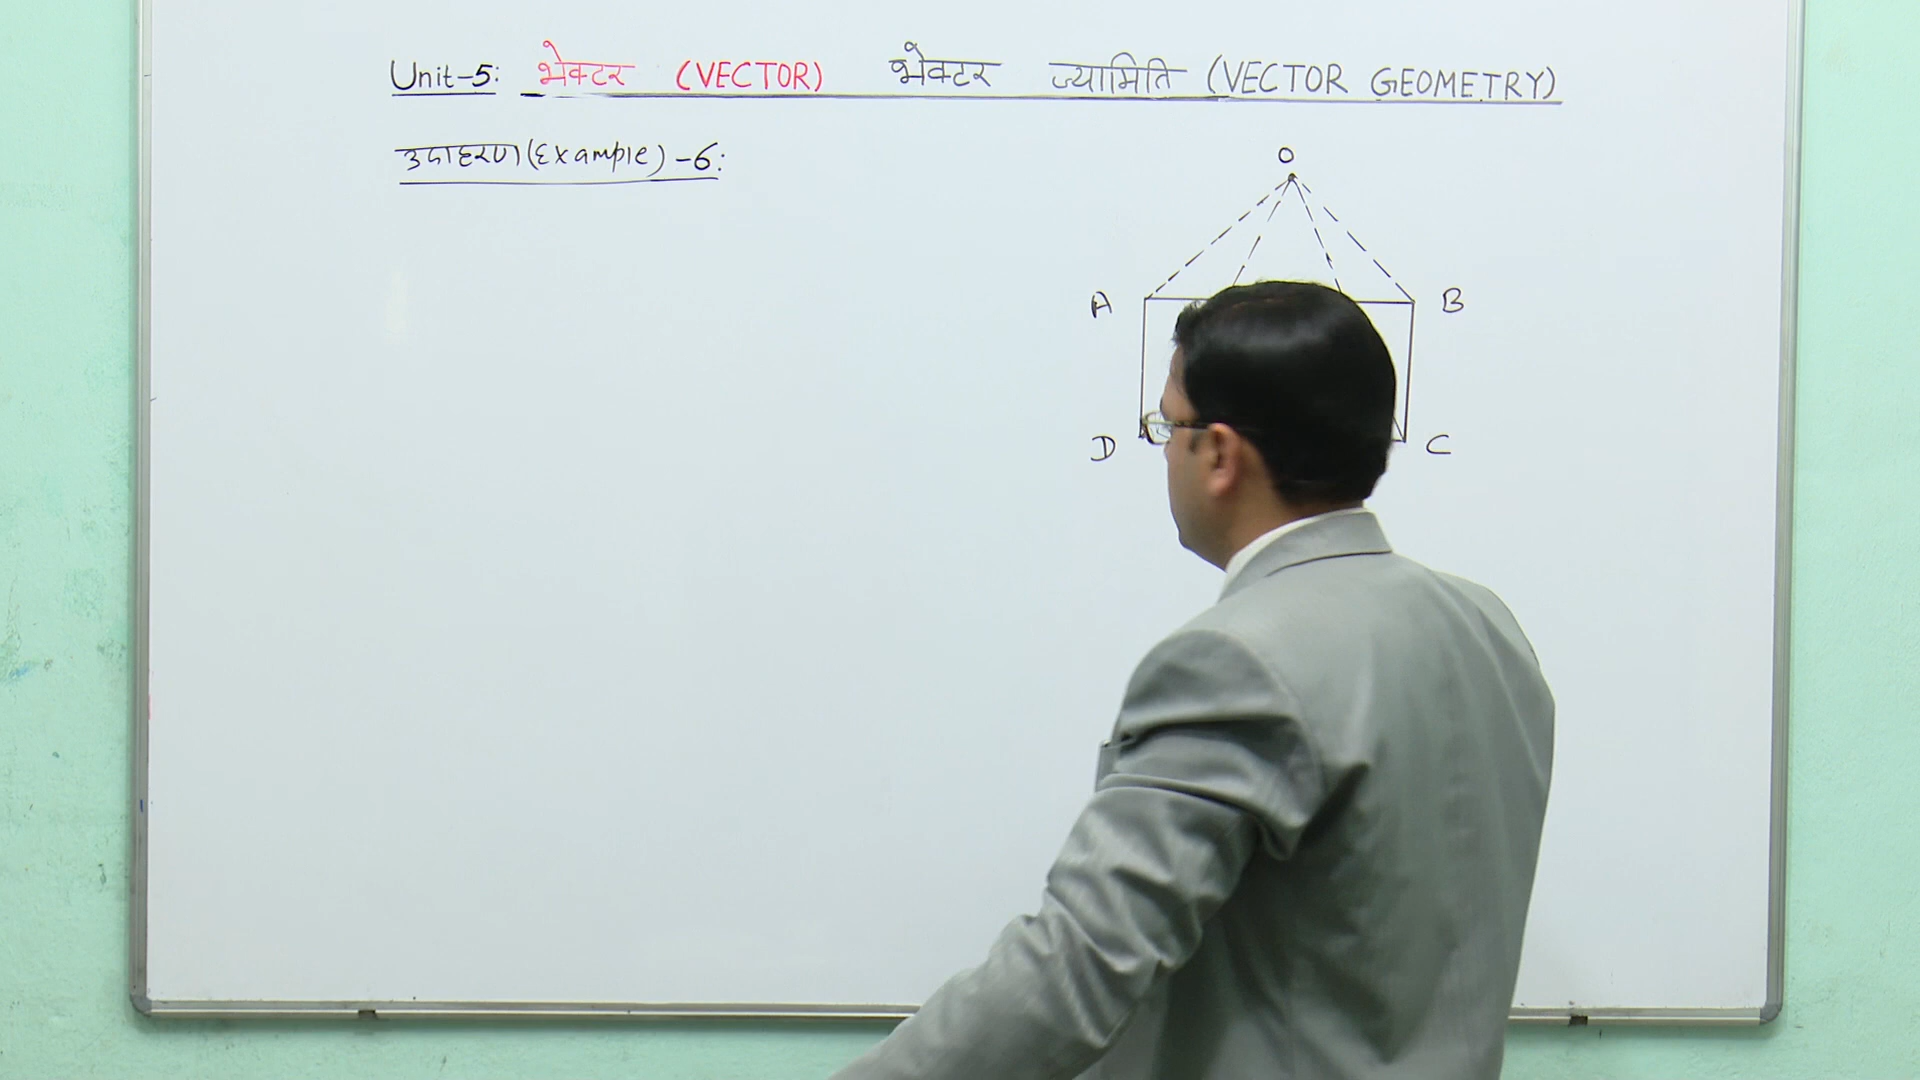 Unit-5: भेक्टर (VECTOR) भेक्टर ज्यामिति (VECTOR GEOMETRY)
उदाहरण (Example) -6:
O
A B
D C